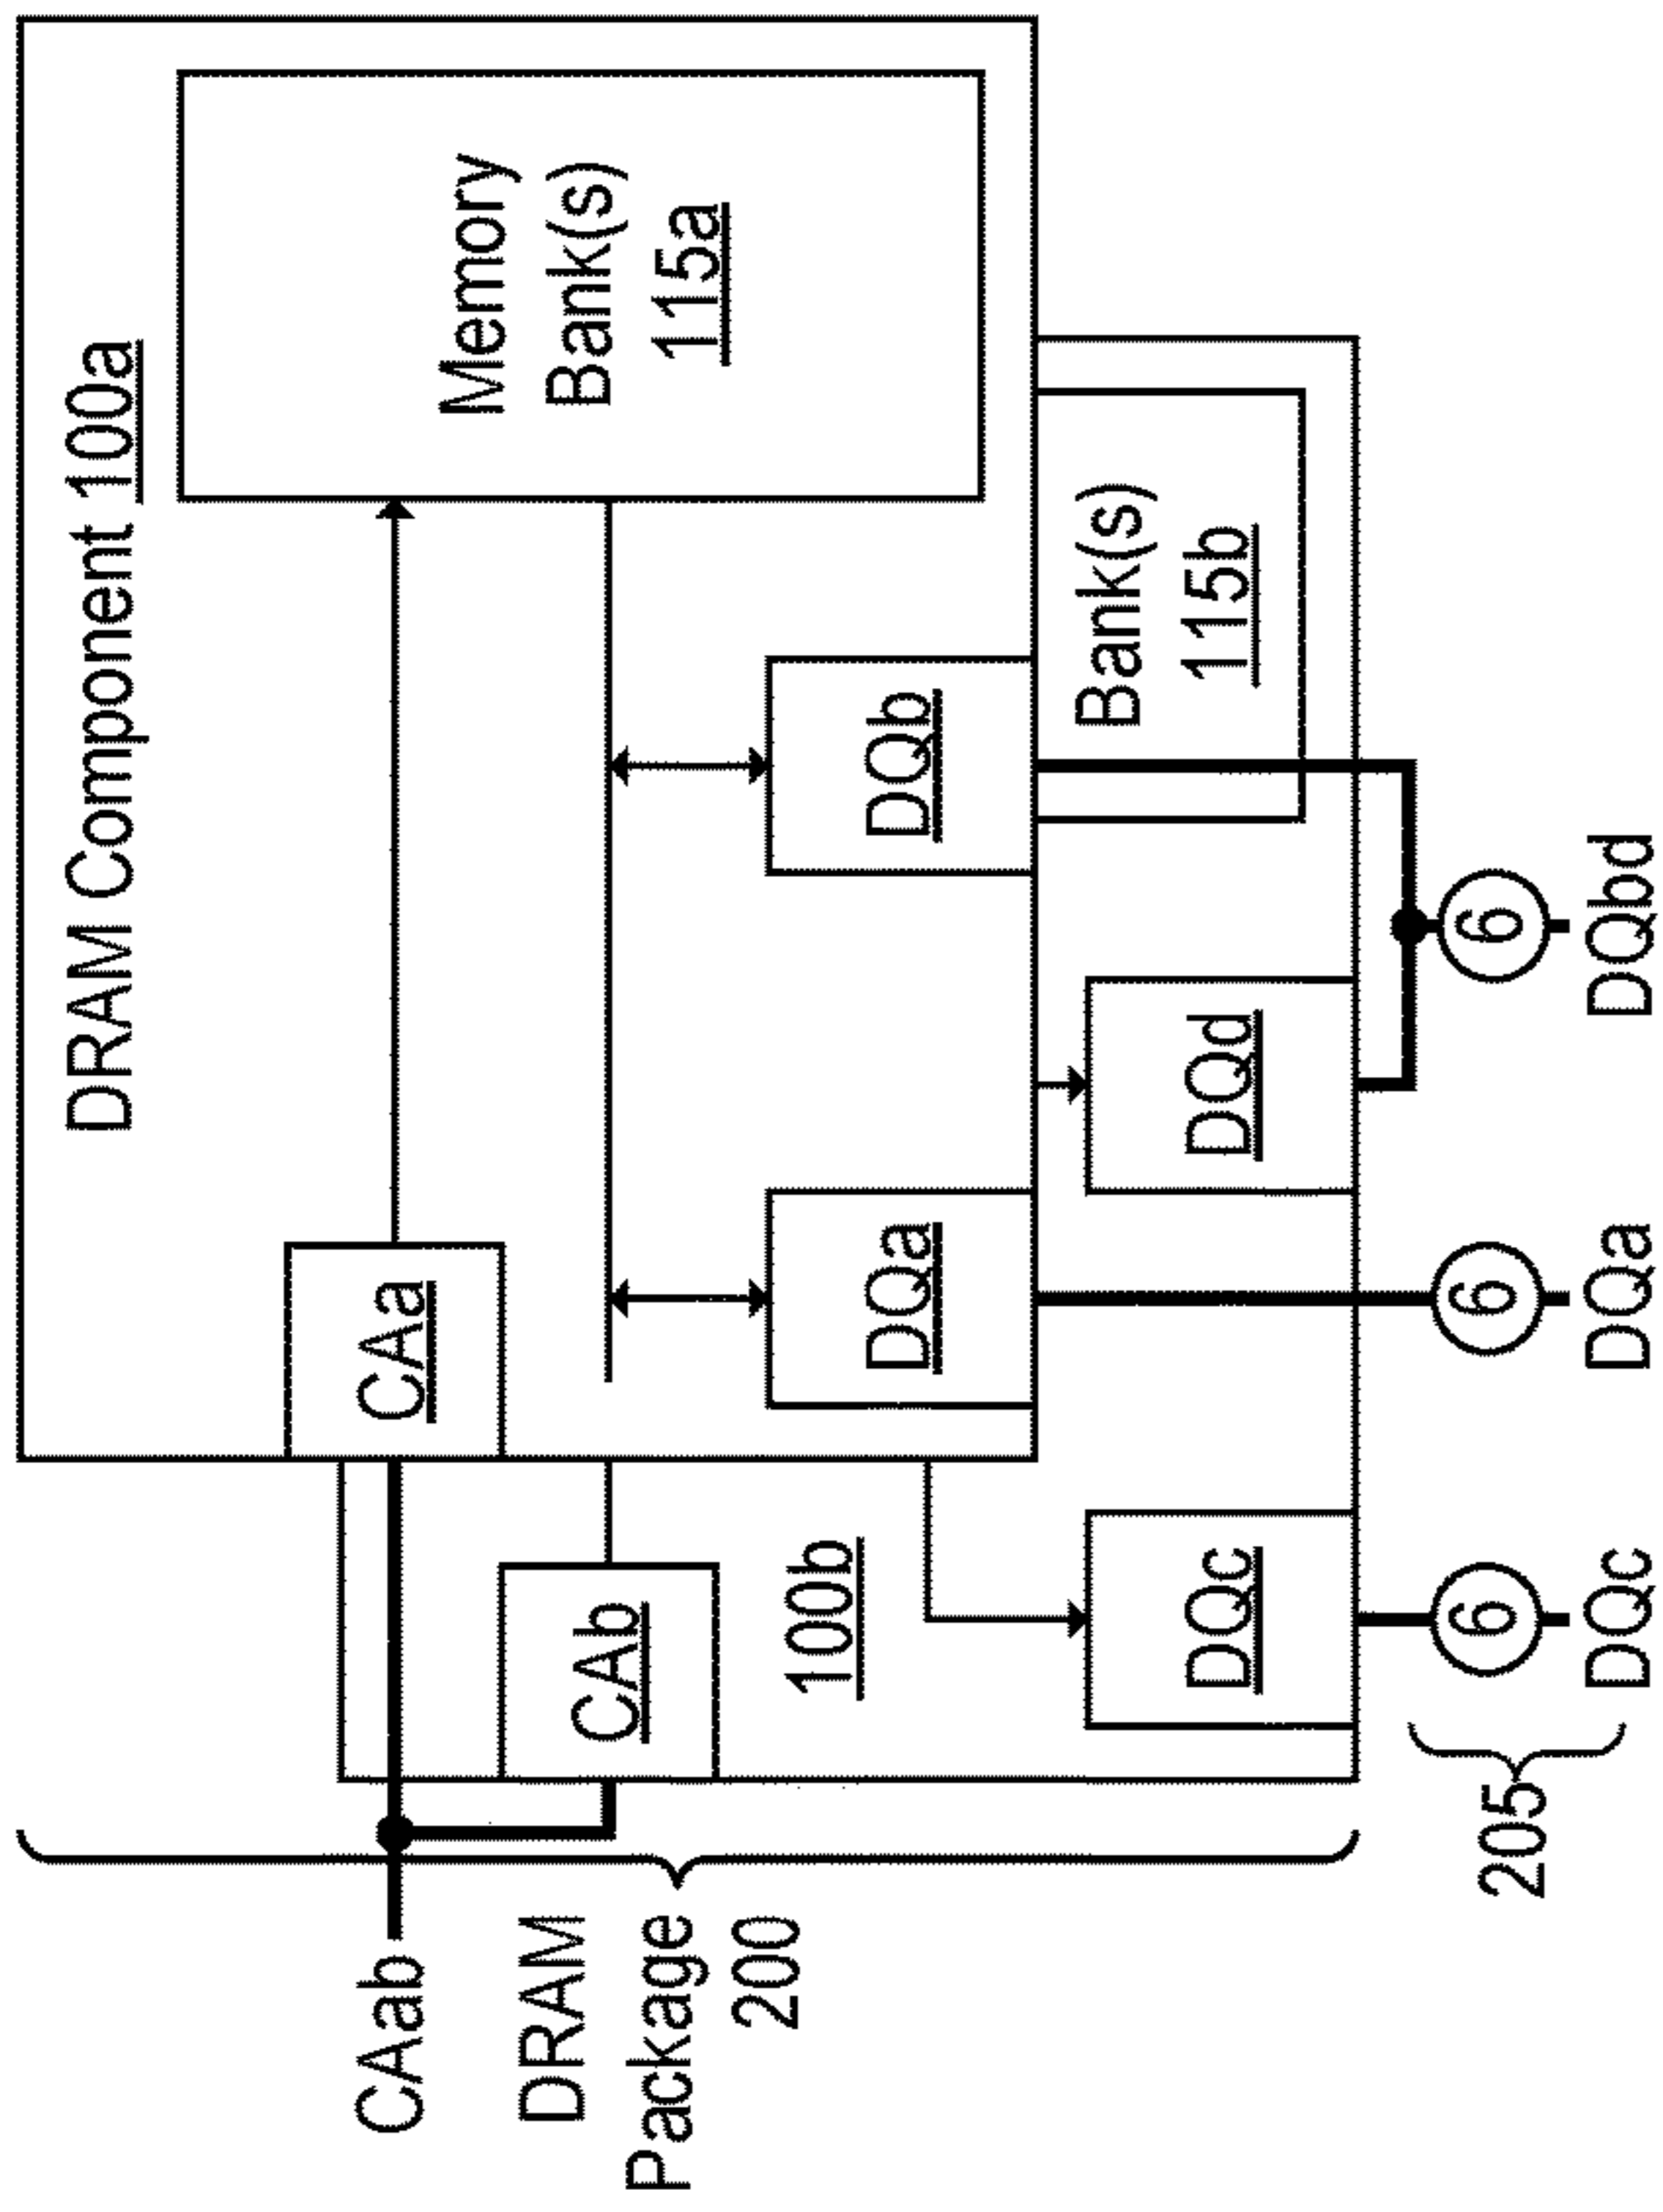 DRAM Component 100a
Memory
Bank(s)
115a
CAa
DQa
DQb
CAb
100b
Bank(s)
115b
DQc
DQd
CAab
DRAM
Package
200
205
6
6
6
DQc
DQa
DQbd